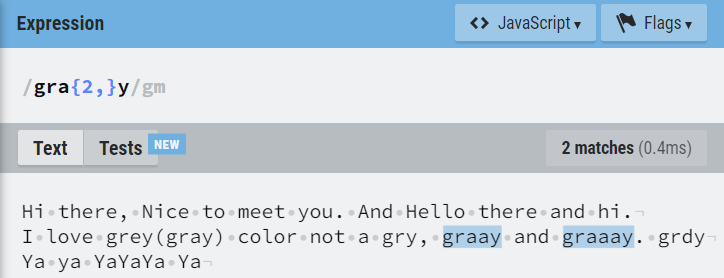 Expression
<> JavaScript ▾
Flags ▾
/gra{2,}y/gm
Text
Tests
NEW
2 matches (0.4ms)
Hi there, Nice to meet you. And Hello there and hi.
I love grey(gray) color not a gry, graay and graaay. grdy
Ya ya YaYaYa Ya